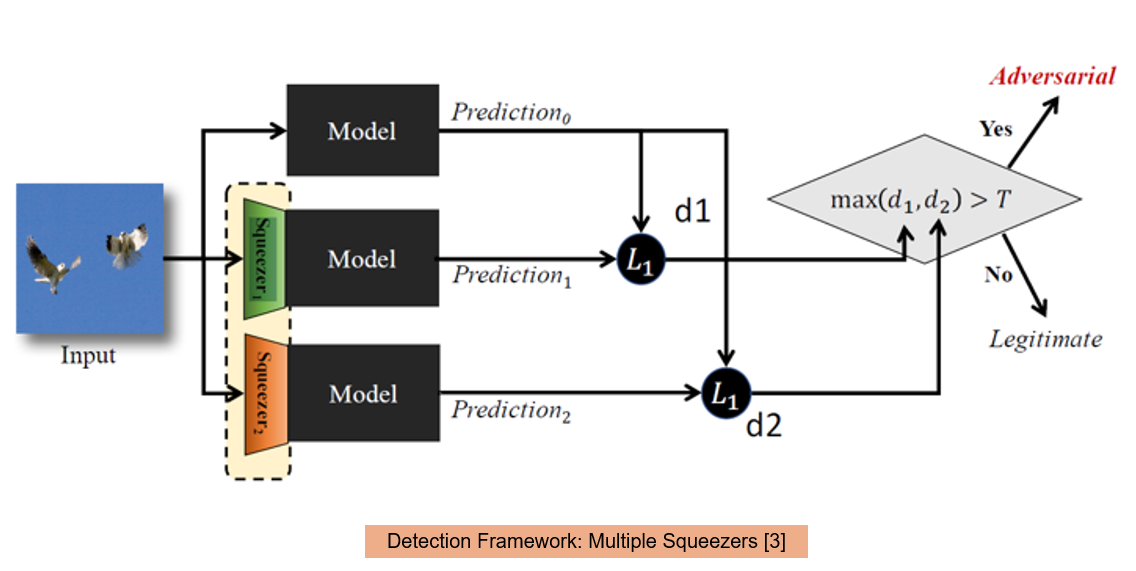 Adversarial
Yes
Prediction₀
Model
max(d₁,d₂) > T
d1
Squeezer₁
Model
L₁
Prediction₁
No
Legitimate
Input
Squeezer₂
Model
L₁
Prediction₂
d2
Detection Framework: Multiple Squeezers [3]